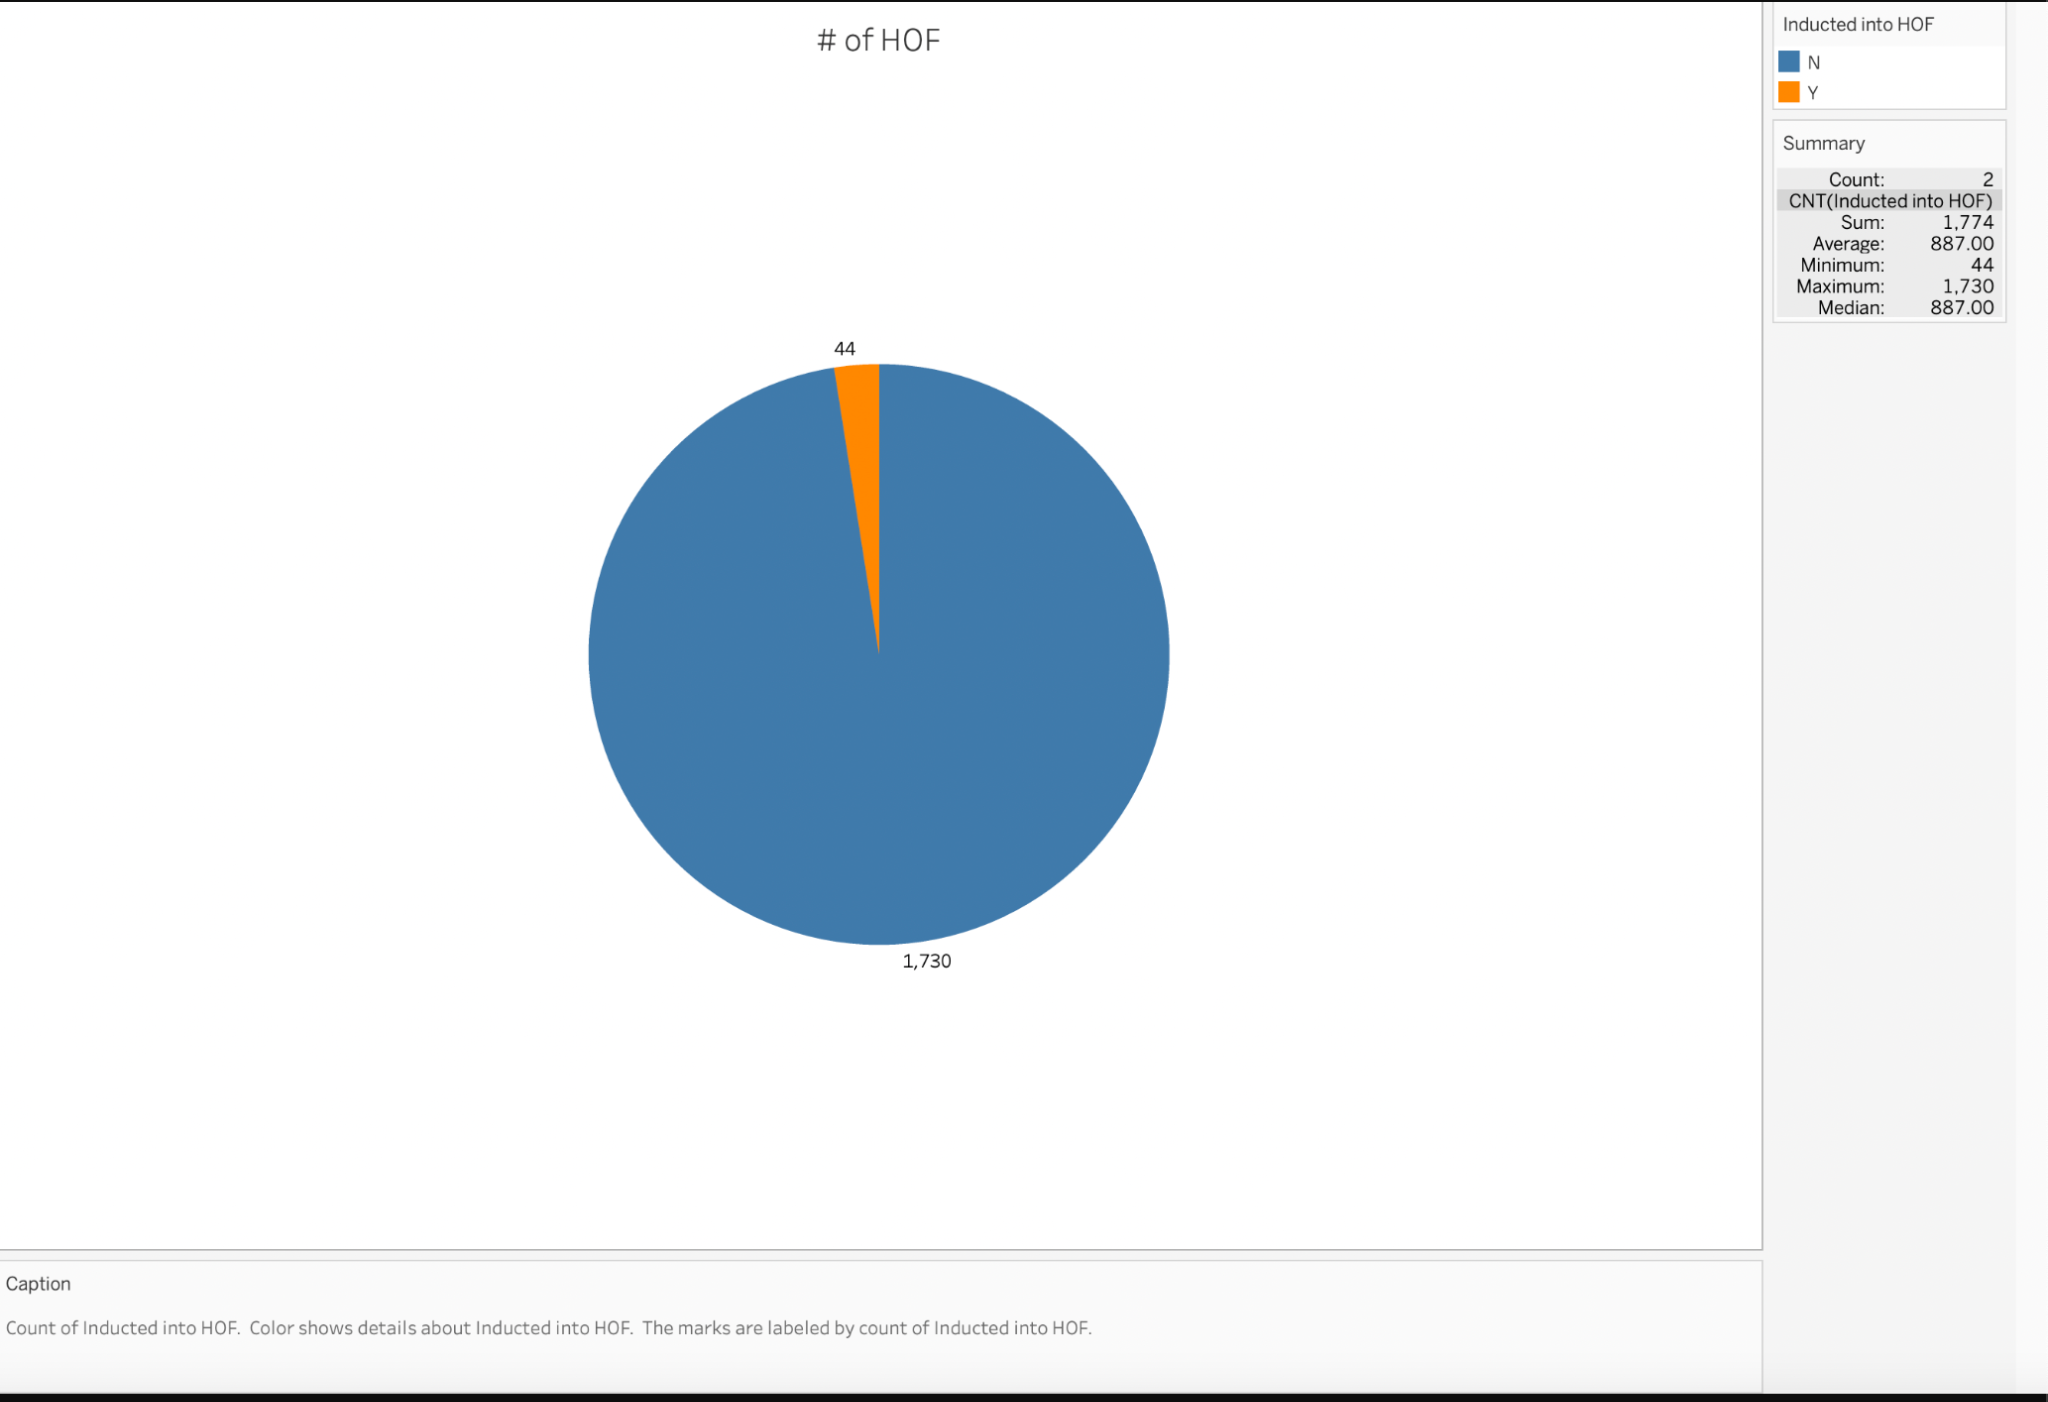 # of HOF
44
1,730
Inducted into HOF
N
Y
Summary
Count: 2
CNT(Inducted into HOF)
Sum: 1,774
Average: 887.00
Minimum: 44
Maximum: 1,730
Median: 887.00
Caption
Count of Inducted into HOF.  Color shows details about Inducted into HOF.  The marks are labeled by count of Inducted into HOF.